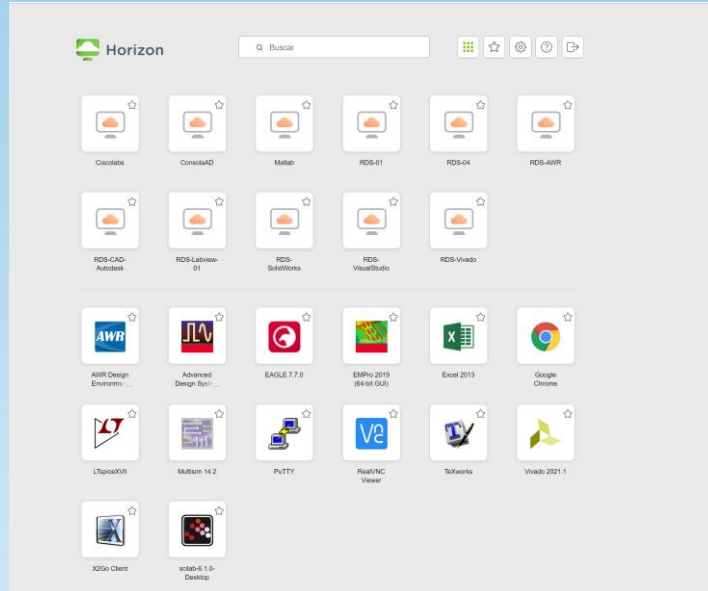 Horizon
Buscar
Ciscolabs
ConsolaAD
Matlab
RDS-01
RDS-04
RDS-AWR
RDS-CAD-
Autodesk
RDS-Labview-
01
RDS-
SolidWorks
RDS-
VisualStudio
RDS-Vivado
AWR
AWR Design
Environme ...
Advanced
Design Syst ...
EAGLE 7.7.0
EMPro 2019
(64-bit GUI)
Excel 2013
Google
Chrome
LTspiceXVII
Multisim 14.2
PuTTY
RealVNC
Viewer
TeXworks
Vivado 2021.1
X2Go Client
scilab-6.1.0-
Desktop